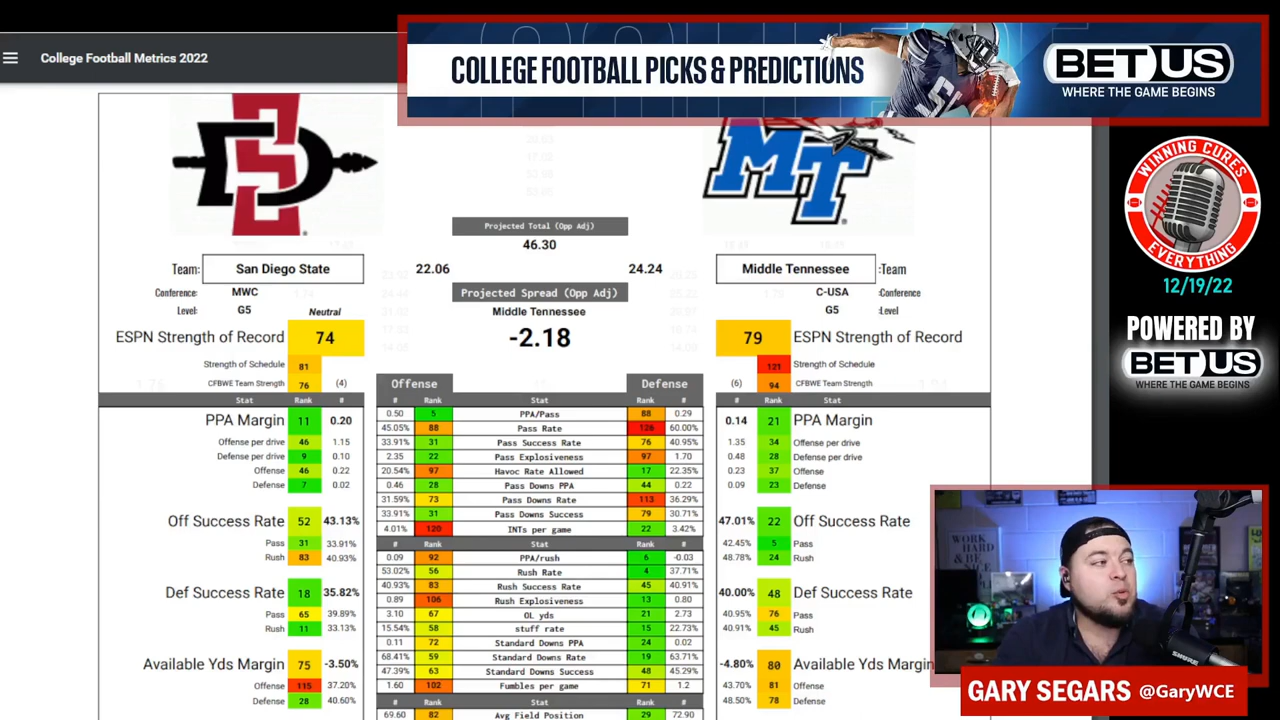 College Football Metrics 2022
COLLEGE FOOTBALL PICKS & PREDICTIONS
BETUS
WHERE THE GAME BEGINS
WINNING CURES
EVERYTHING
12/19/22
POWERED BY
BETUS
WHERE THE GAME BEGINS
Projected Total (Opp Adj)
46.30
Team: San Diego State 22.06 24.24 Middle Tennessee :Team
Conference: MWC Projected Spread (Opp Adj) C-USA :Conference
Level: G5 Neutral Middle Tennessee G5 :Level
ESPN Strength of Record 74 -2.18 79 ESPN Strength of Record
Strength of Schedule 81 121 Strength of Schedule
CFBWE Team Strength 76 (4) Offense Defense (6) 94 CFBWE Team Strength
Stat Rank # # Rank Stat Rank # # Rank Stat
PPA Margin 11 0.20 0.14 21 PPA Margin
Offense per drive 46 1.15 1.35 34 Offense per drive
Defense per drive 9 0.10 0.48 28 Defense per drive
Offense 46 0.22 0.23 37 Offense
Defense 7 0.02 0.09 23 Defense
Off Success Rate 52 43.13% 47.01% 22 Off Success Rate
Pass 31 33.91% 42.45% 5 Pass
Rush 83 40.93% 48.78% 24 Rush
Def Success Rate 18 35.82% 40.00% 48 Def Success Rate
Pass 65 39.89% 40.95% 76 Pass
Rush 11 33.13% 40.91% 45 Rush
Available Yds Margin 75 -3.50% -4.80% 80 Available Yds Margin
Offense 115 37.20% 43.70% 81 Offense
Defense 28 40.60% 48.50% 78 Defense
0.50 5 PPA/Pass 88 0.29
45.05% 88 Pass Rate 126 60.00%
33.91% 31 Pass Success Rate 76 40.95%
2.35 22 Pass Explosiveness 97 1.70
20.54% 97 Havoc Rate Allowed 17 22.35%
0.46 28 Pass Downs PPA 44 0.22
31.59% 73 Pass Downs Rate 113 36.29%
33.91% 31 Pass Downs Success 79 30.71%
4.01% 120 INTs per game 22 3.42%
# Rank Stat Rank #
0.09 92 PPA/rush 6 -0.03
53.02% 56 Rush Rate 4 37.71%
40.93% 83 Rush Success Rate 45 40.91%
0.89 106 Rush Explosiveness 13 0.80
3.10 67 OL yds 21 2.73
15.54% 58 stuff rate 15 22.73%
0.11 72 Standard Downs PPA 24 0.02
68.41% 59 Standard Downs Rate 19 63.71%
47.39% 63 Standard Downs Success 48 45.29%
1.60 102 Fumbles per game 71 1.2
# Rank Stat Rank #
69.60 82 Avg Field Position 29 72.90
WORK
HARD &
SHURE
GARY SEGARS @GaryWCE